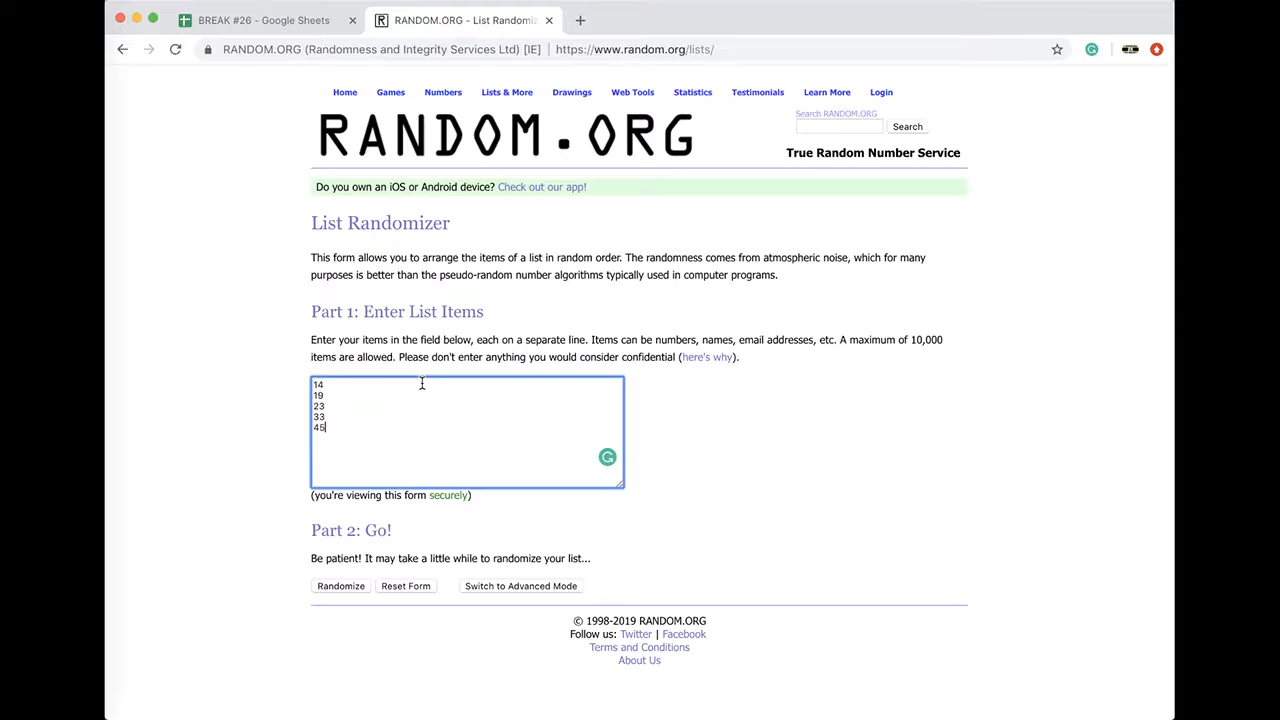 BREAK #26 - Google Sheets
RANDOM.ORG - List Randomiz
RANDOM.ORG (Randomness and Integrity Services Ltd) [IE] | https://www.random.org/lists/
Home Games Numbers Lists & More Drawings Web Tools Statistics Testimonials Learn More Login
RANDOM.ORG
Search RANDOM.ORG
Search
True Random Number Service
Do you own an iOS or Android device? Check out our app!
List Randomizer
This form allows you to arrange the items of a list in random order. The randomness comes from atmospheric noise, which for many
purposes is better than the pseudo-random number algorithms typically used in computer programs.
Part 1: Enter List Items
Enter your items in the field below, each on a separate line. Items can be numbers, names, email addresses, etc. A maximum of 10,000
items are allowed. Please don't enter anything you would consider confidential (here's why).
14
19
23
33
45
(you're viewing this form securely)
Part 2: Go!
Be patient! It may take a little while to randomize your list...
Randomize Reset Form Switch to Advanced Mode
© 1998-2019 RANDOM.ORG
Follow us: Twitter | Facebook
Terms and Conditions
About Us